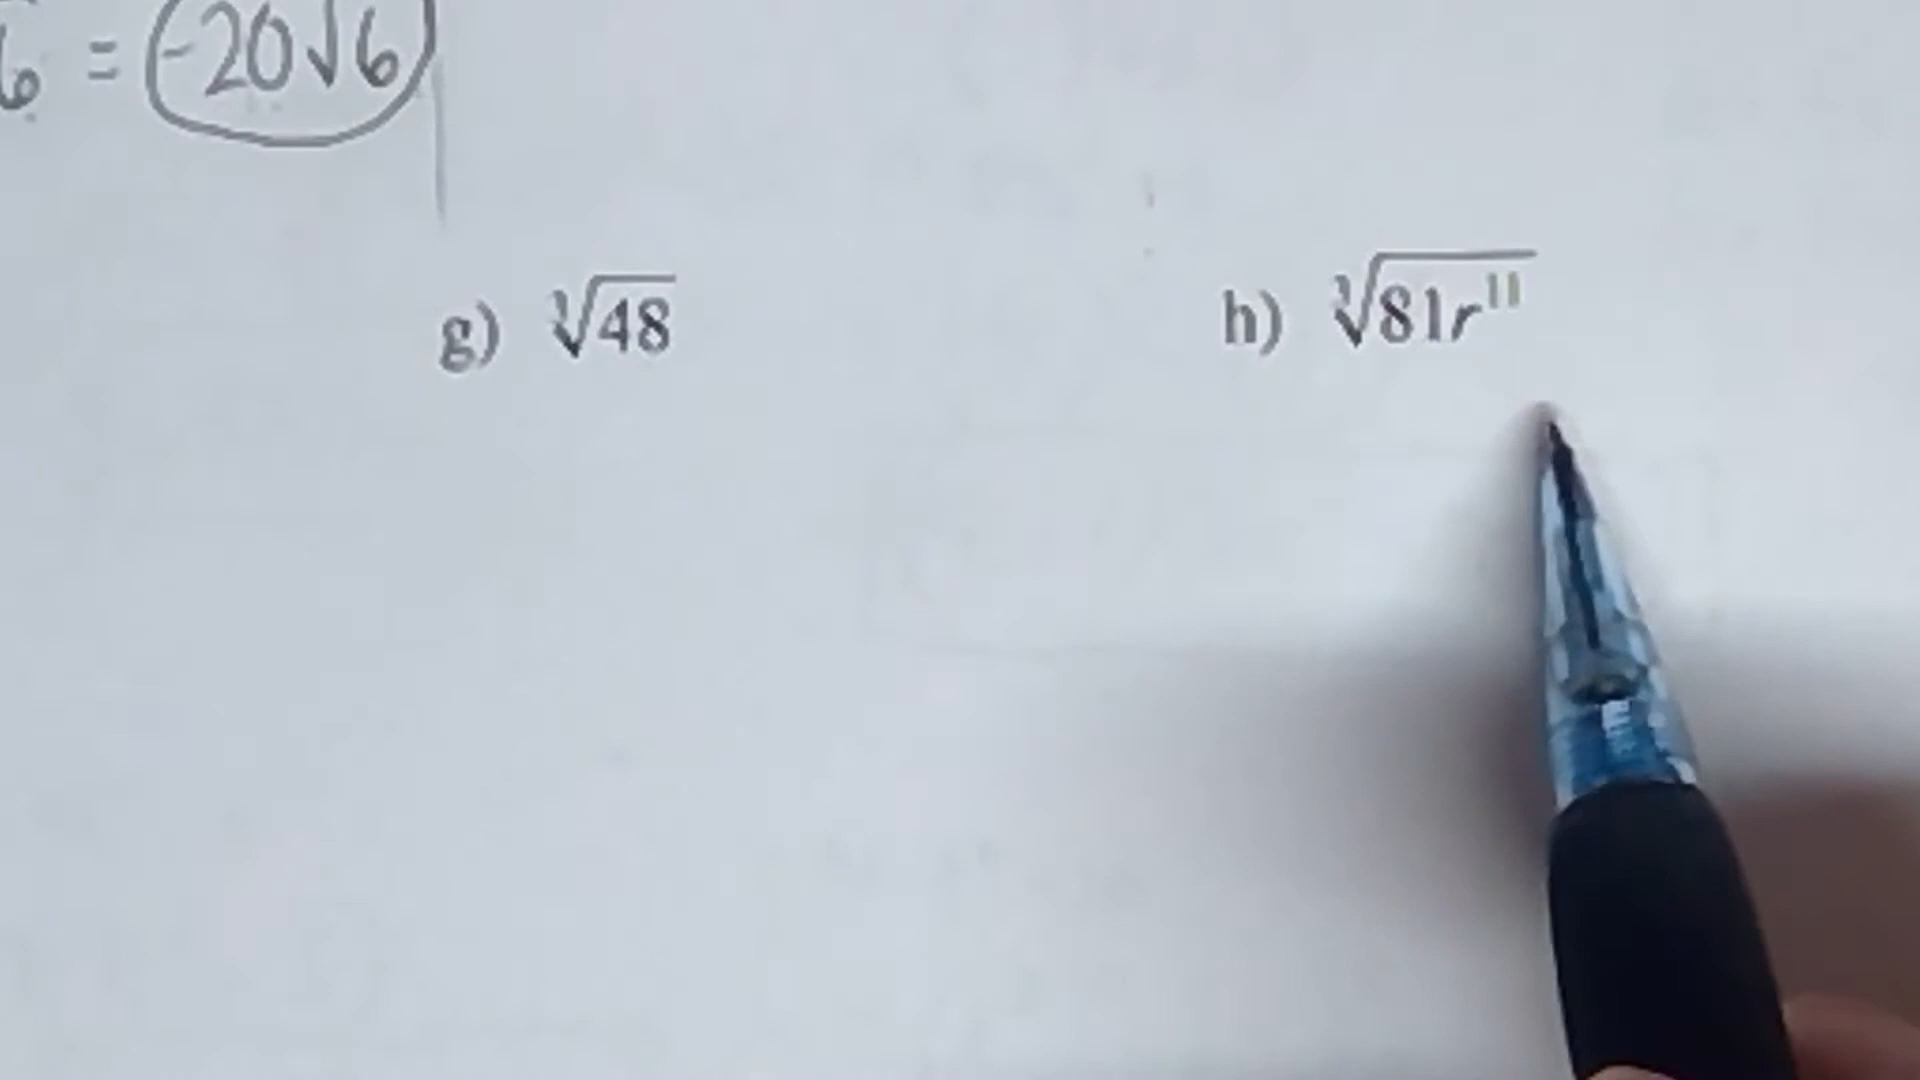 6 = -20√6
g) ∛48
h) ∛81r¹¹